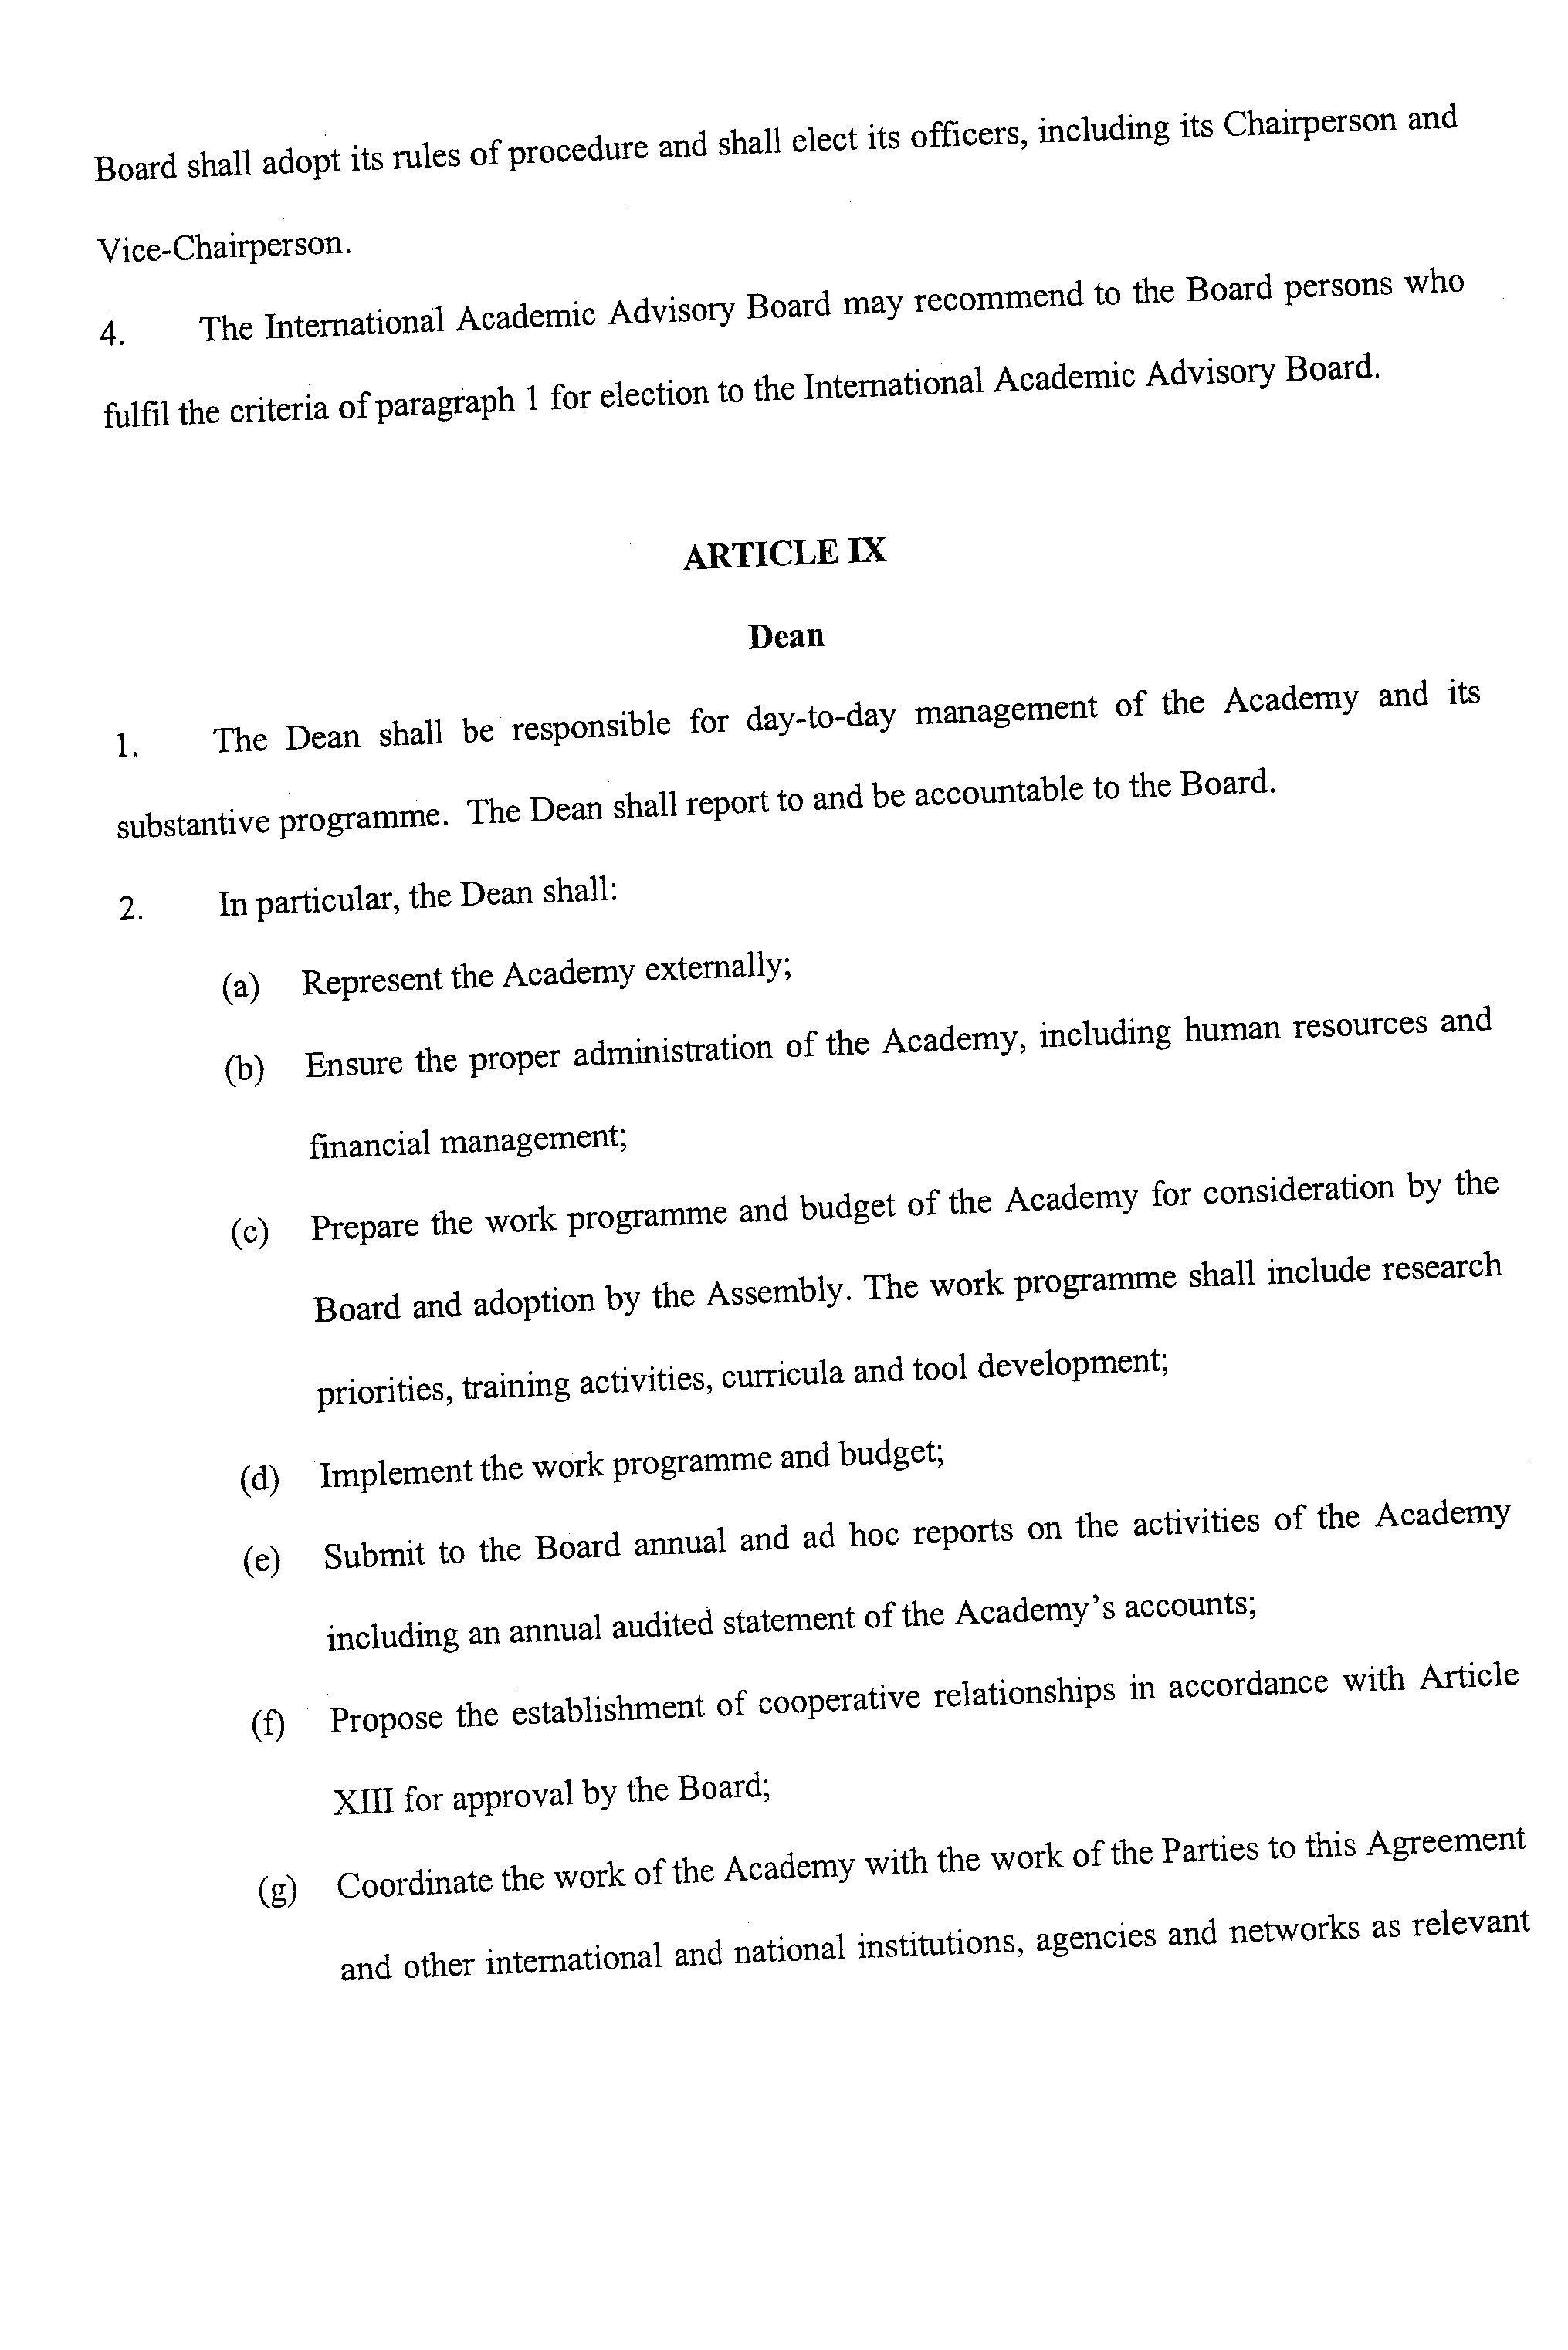 Board shall adopt its rules of procedure and shall elect its officers, including its Chairperson and
Vice-Chairperson.
4. The International Academic Advisory Board may recommend to the Board persons who
fulfil the criteria of paragraph 1 for election to the International Academic Advisory Board.
ARTICLE IX
Dean
1. The Dean shall be responsible for day-to-day management of the Academy and its
substantive programme. The Dean shall report to and be accountable to the Board.
2. In particular, the Dean shall:
(a) Represent the Academy externally;
(b) Ensure the proper administration of the Academy, including human resources and
financial management;
(c) Prepare the work programme and budget of the Academy for consideration by the
Board and adoption by the Assembly. The work programme shall include research
priorities, training activities, curricula and tool development;
(d) Implement the work programme and budget;
(e) Submit to the Board annual and ad hoc reports on the activities of the Academy
including an annual audited statement of the Academy's accounts;
(f) Propose the establishment of cooperative relationships in accordance with Article
XIII for approval by the Board;
(g) Coordinate the work of the Academy with the work of the Parties to this Agreement
and other international and national institutions, agencies and networks as relevant